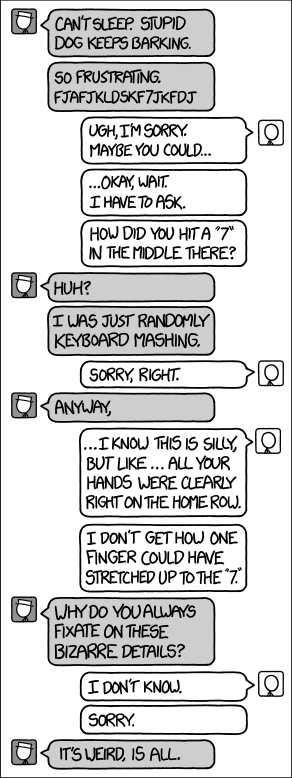 CAN'T SLEEP. STUPID
DOG KEEPS BARKING.
SO FRUSTRATING.
FJAFJKLDSKF7JKFDJ
UGH, I'M SORRY.
MAYBE YOU COULD...
...OKAY, WAIT.
I HAVE TO ASK.
HOW DID YOU HIT A "7"
IN THE MIDDLE THERE?
HUH?
I WAS JUST RANDOMLY
KEYBOARD MASHING.
SORRY, RIGHT.
ANYWAY,
...I KNOW THIS IS SILLY,
BUT LIKE ... ALL YOUR
HANDS WERE CLEARLY
RIGHT ON THE HOME ROW.
I DON'T GET HOW ONE
FINGER COULD HAVE
STRETCHED UP TO THE "7."
WHY DO YOU ALWAYS
FIXATE ON THESE
BIZARRE DETAILS?
I DON'T KNOW.
SORRY.
IT'S WEIRD, IS ALL.